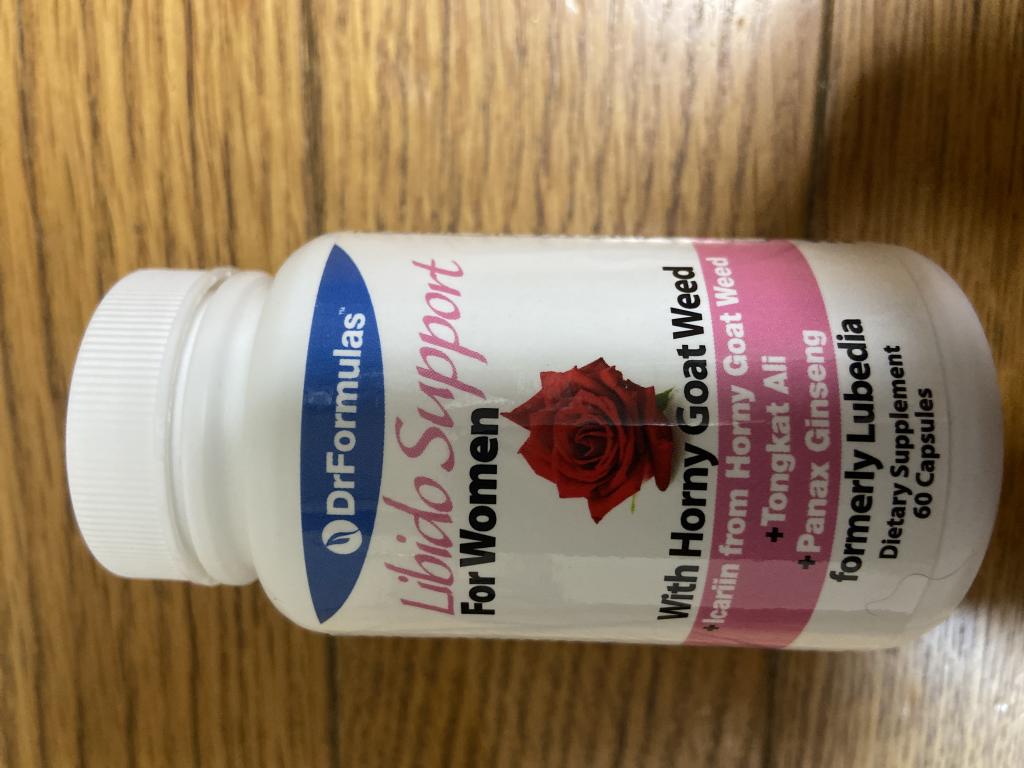 DrFormulas™
Libido Support
For Women
With Horny Goat Weed
+Icariin from Horny Goat Weed
+Tongkat Ali
+Panax Ginseng
formerly Lubedia
Dietary Supplement
60 Capsules